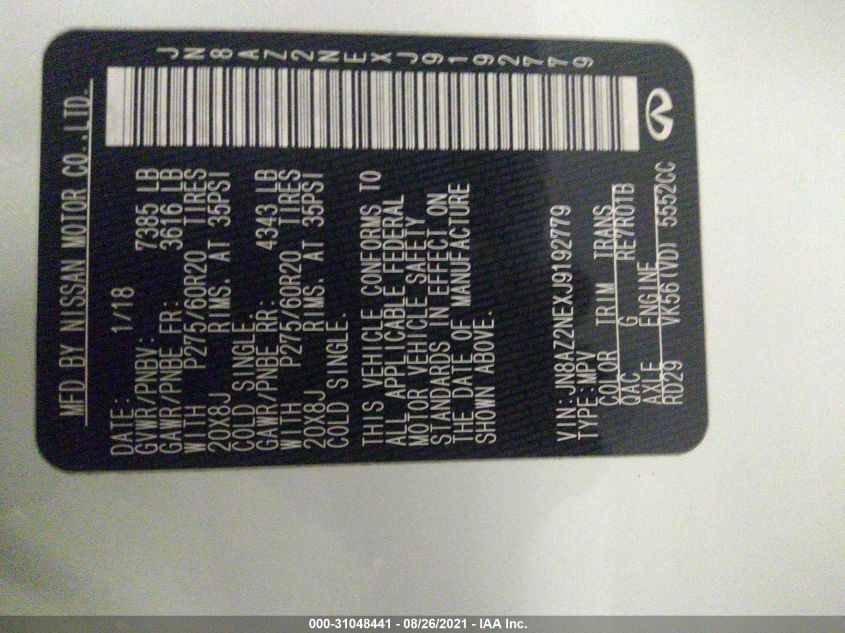 MFD BY NISSAN MOTOR CO.,LTD.
JN8AZ2NEXJ9192779
DATE: 1/18
GVWR/PNBV: 7385 LB
GAWR/PNBE FR: 3616 LB
WITH P275/60R20 TIRES
20X8J RIMS. AT 35PSI
COLD SINGLE.
GAWR/PNBE RR: 4343 LB
WITH P275/60R20 TIRES
20X8J RIMS. AT 35PSI
COLD SINGLE.
THIS VEHICLE CONFORMS TO
ALL APPLICABLE FEDERAL
MOTOR VEHICLE SAFETY
STANDARDS IN EFFECT ON
THE DATE OF MANUFACTURE
SHOWN ABOVE.
VIN:JN8AZ2NEXJ9192779
TYPE:MPV
COLOR TRIM TRANS
QAC G RE7R01B
AXLE ENGINE
RD29 VK56(VD) 5552CC
000-31048441 - 08/26/2021 - IAA Inc.